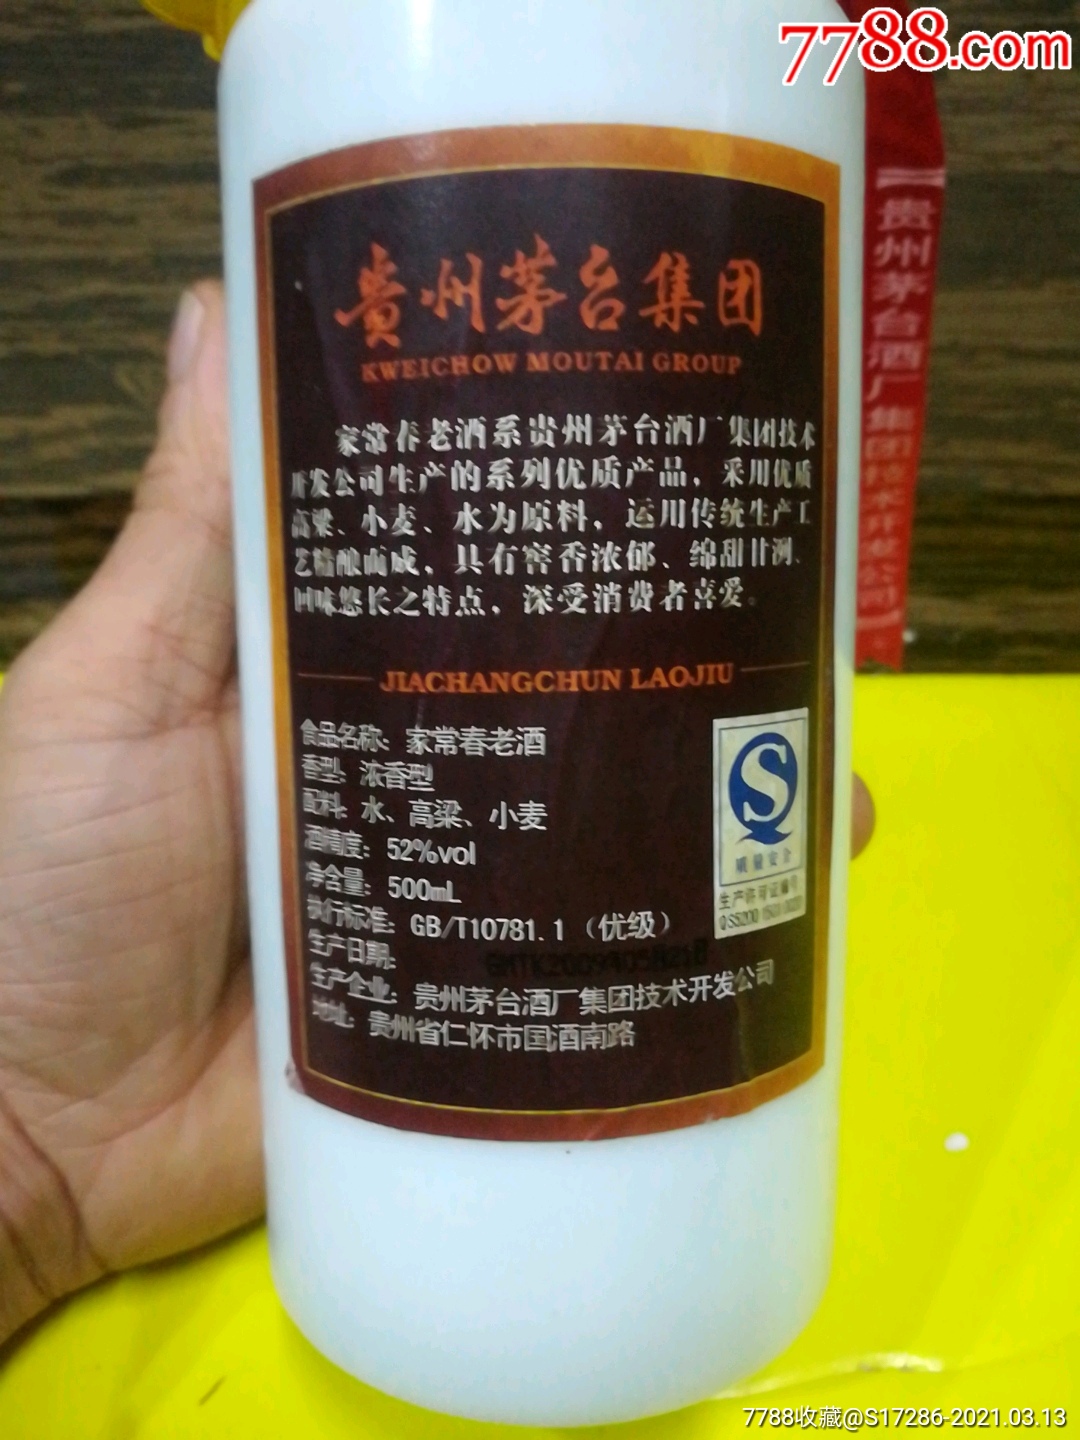 7788.com
贵州茅台集团
KWEICHOW MOUTAI GROUP
家常春老酒系贵州茅台酒厂集团技术
开发公司生产的系列优质产品，采用优质
高粱、小麦、水为原料，运用传统生产工
艺精酿而成，具有窖香浓郁、绵甜甘洌、
回味悠长之特点，深受消费者喜爱。
JIACHANGCHUN LAOJIU
食品名称：家常春老酒
香型：浓香型
配料：水、高粱、小麦
酒精度：52%vol
净含量：500mL
执行标准：GB/T10781.1（优级）
生产日期：
生产企业：贵州茅台酒厂集团技术开发公司
地址：贵州省仁怀市国酒南路
质量安全
生产许可证编号
QS5200 1501 
【贵州茅台酒厂集团技术开发公司】
7788收藏@S17286-2021.03.13